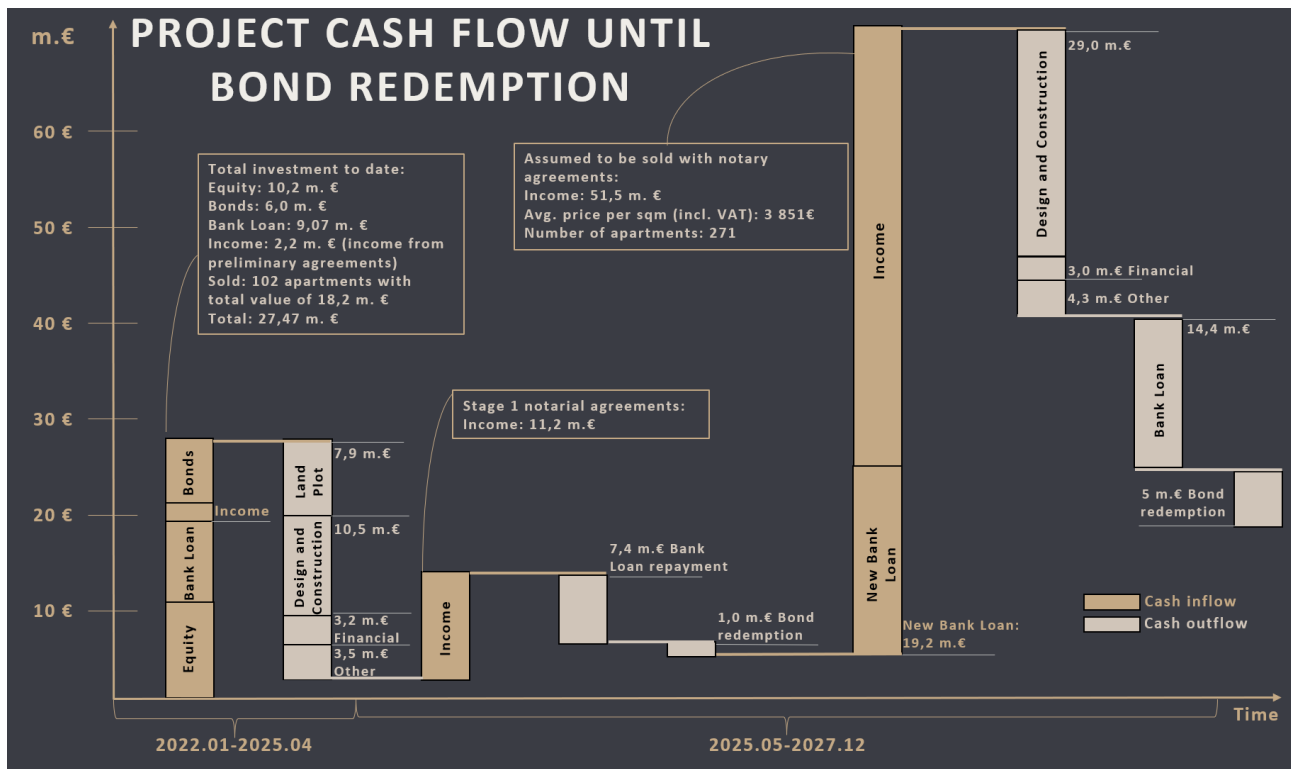 m.€
PROJECT CASH FLOW UNTIL
BOND REDEMPTION
60 €
50 €
40 €
30 €
20 €
10 €
Total investment to date:
Equity: 10,2 m. €
Bonds: 6,0 m. €
Bank Loan: 9,07 m. €
Income: 2,2 m. € (income from
preliminary agreements)
Sold: 102 apartments with
total value of 18,2 m. €
Total: 27,47 m. €
Assumed to be sold with notary
agreements:
Income: 51,5 m. €
Avg. price per sqm (incl. VAT): 3 851€
Number of apartments: 271
Stage 1 notarial agreements:
Income: 11,2 m.€
Bonds
Income
Bank Loan
Equity
Land
Plot
7,9 m.€
Design and
Construction
10,5 m.€
3,2 m.€
Financial
3,5 m.€
Other
Income
7,4 m.€ Bank
Loan repayment
1,0 m.€ Bond
redemption
Income
New Bank
Loan
New Bank Loan:
19,2 m.€
Design and Construction
29,0 m.€
3,0 m.€ Financial
4,3 m.€ Other
Bank Loan
14,4 m.€
5 m.€ Bond
redemption
Cash inflow
Cash outflow
Time
2022.01-2025.04
2025.05-2027.12